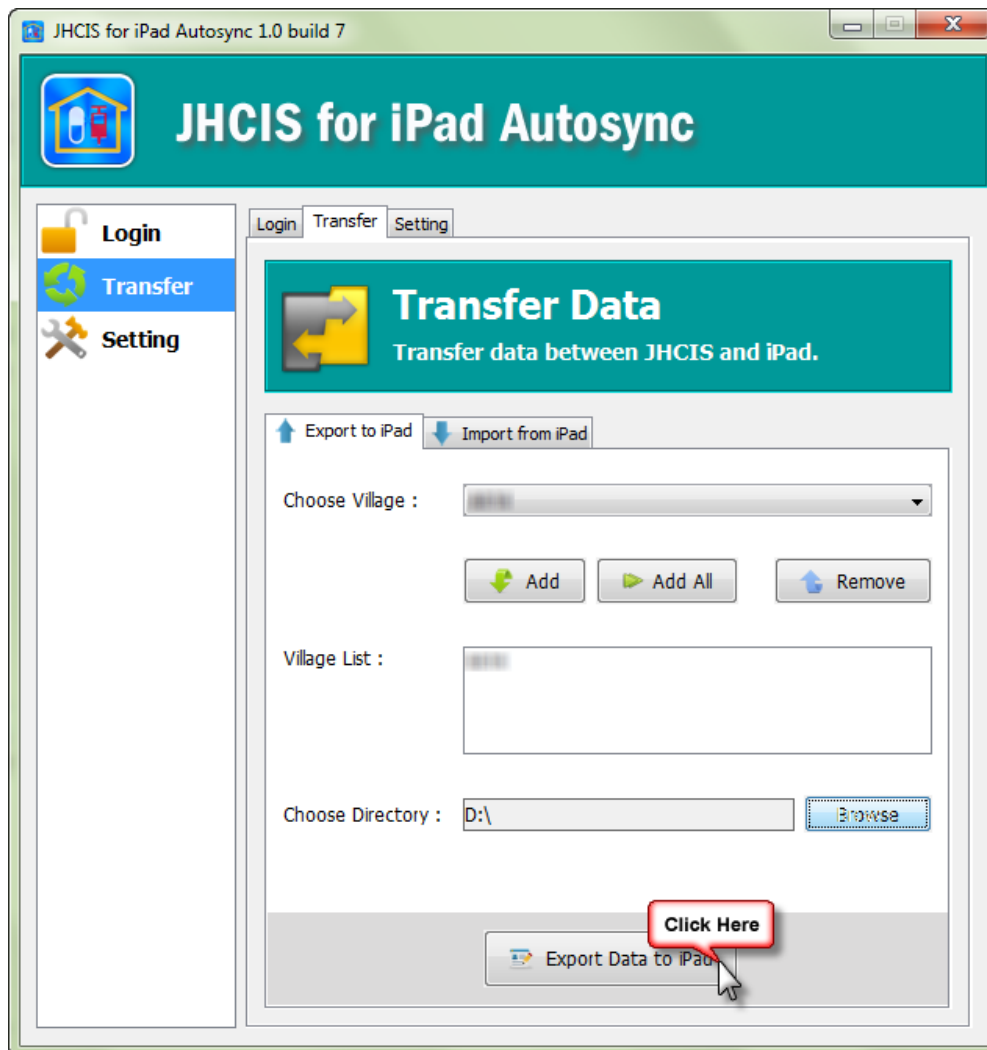 JHCIS for iPad Autosync 1.0 build 7
JHCIS for iPad Autosync
Login
Transfer
Setting
Login Transfer Setting
Transfer Data
Transfer data between JHCIS and iPad.
Export to iPad Import from iPad
Choose Village :
Add Add All Remove
Village List :
Choose Directory : D:\ Browse
Click Here
Export Data to iPad